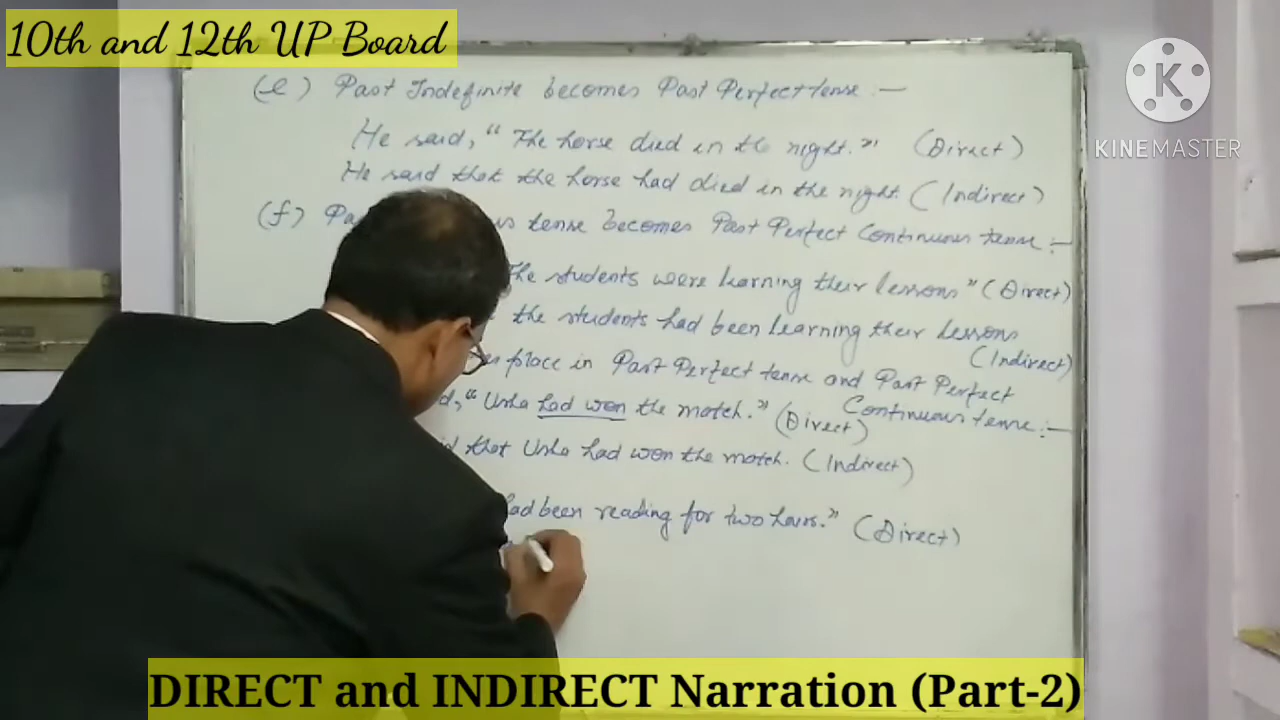 10th and 12th UP Board
KINEMASTER
(e) Past Indefinite becomes Past Perfect tense :-
He said, "The horse died in the night." (Direct)
He said that the horse had died in the night. (Indirect)
(f) Pa tense becomes Past Perfect Continuous tense :-
The students were learning their lessons" (Direct)
the students had been learning their lessons
(Indirect)
place in Past Perfect tense and Past Perfect
Continuous tense :-
"Usha had won the match." (Direct)
that Usha had won the match. (Indirect)
had been reading for two hours." (Direct)
DIRECT and INDIRECT Narration (Part-2)